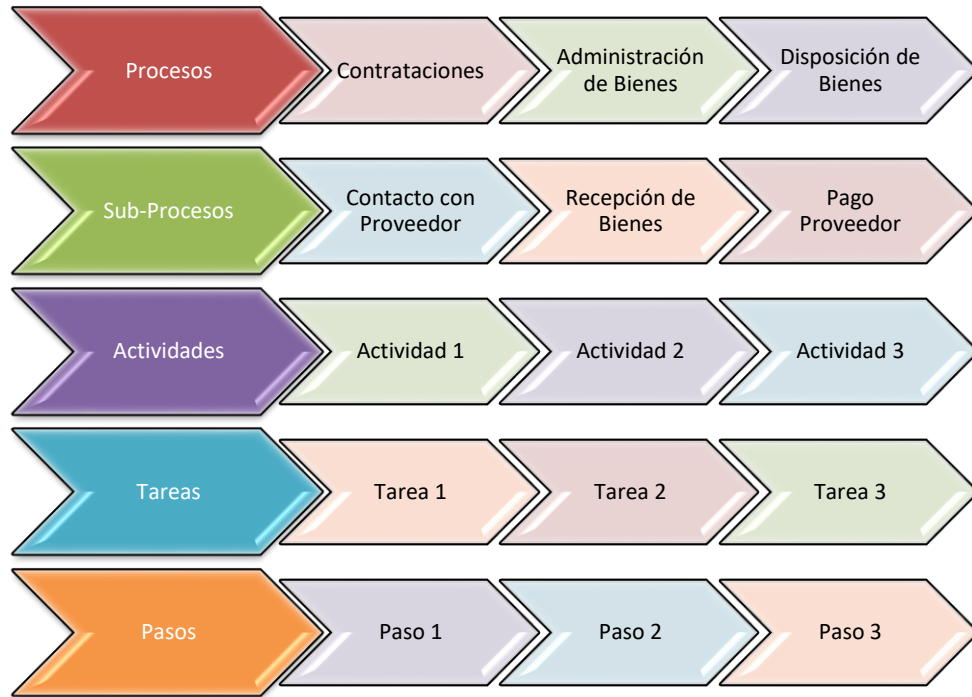 Procesos
Contrataciones
Administración
de Bienes
Disposición de
Bienes
Sub-Procesos
Contacto con
Proveedor
Recepción de
Bienes
Pago
Proveedor
Actividades
Actividad 1
Actividad 2
Actividad 3
Tareas
Tarea 1
Tarea 2
Tarea 3
Pasos
Paso 1
Paso 2
Paso 3